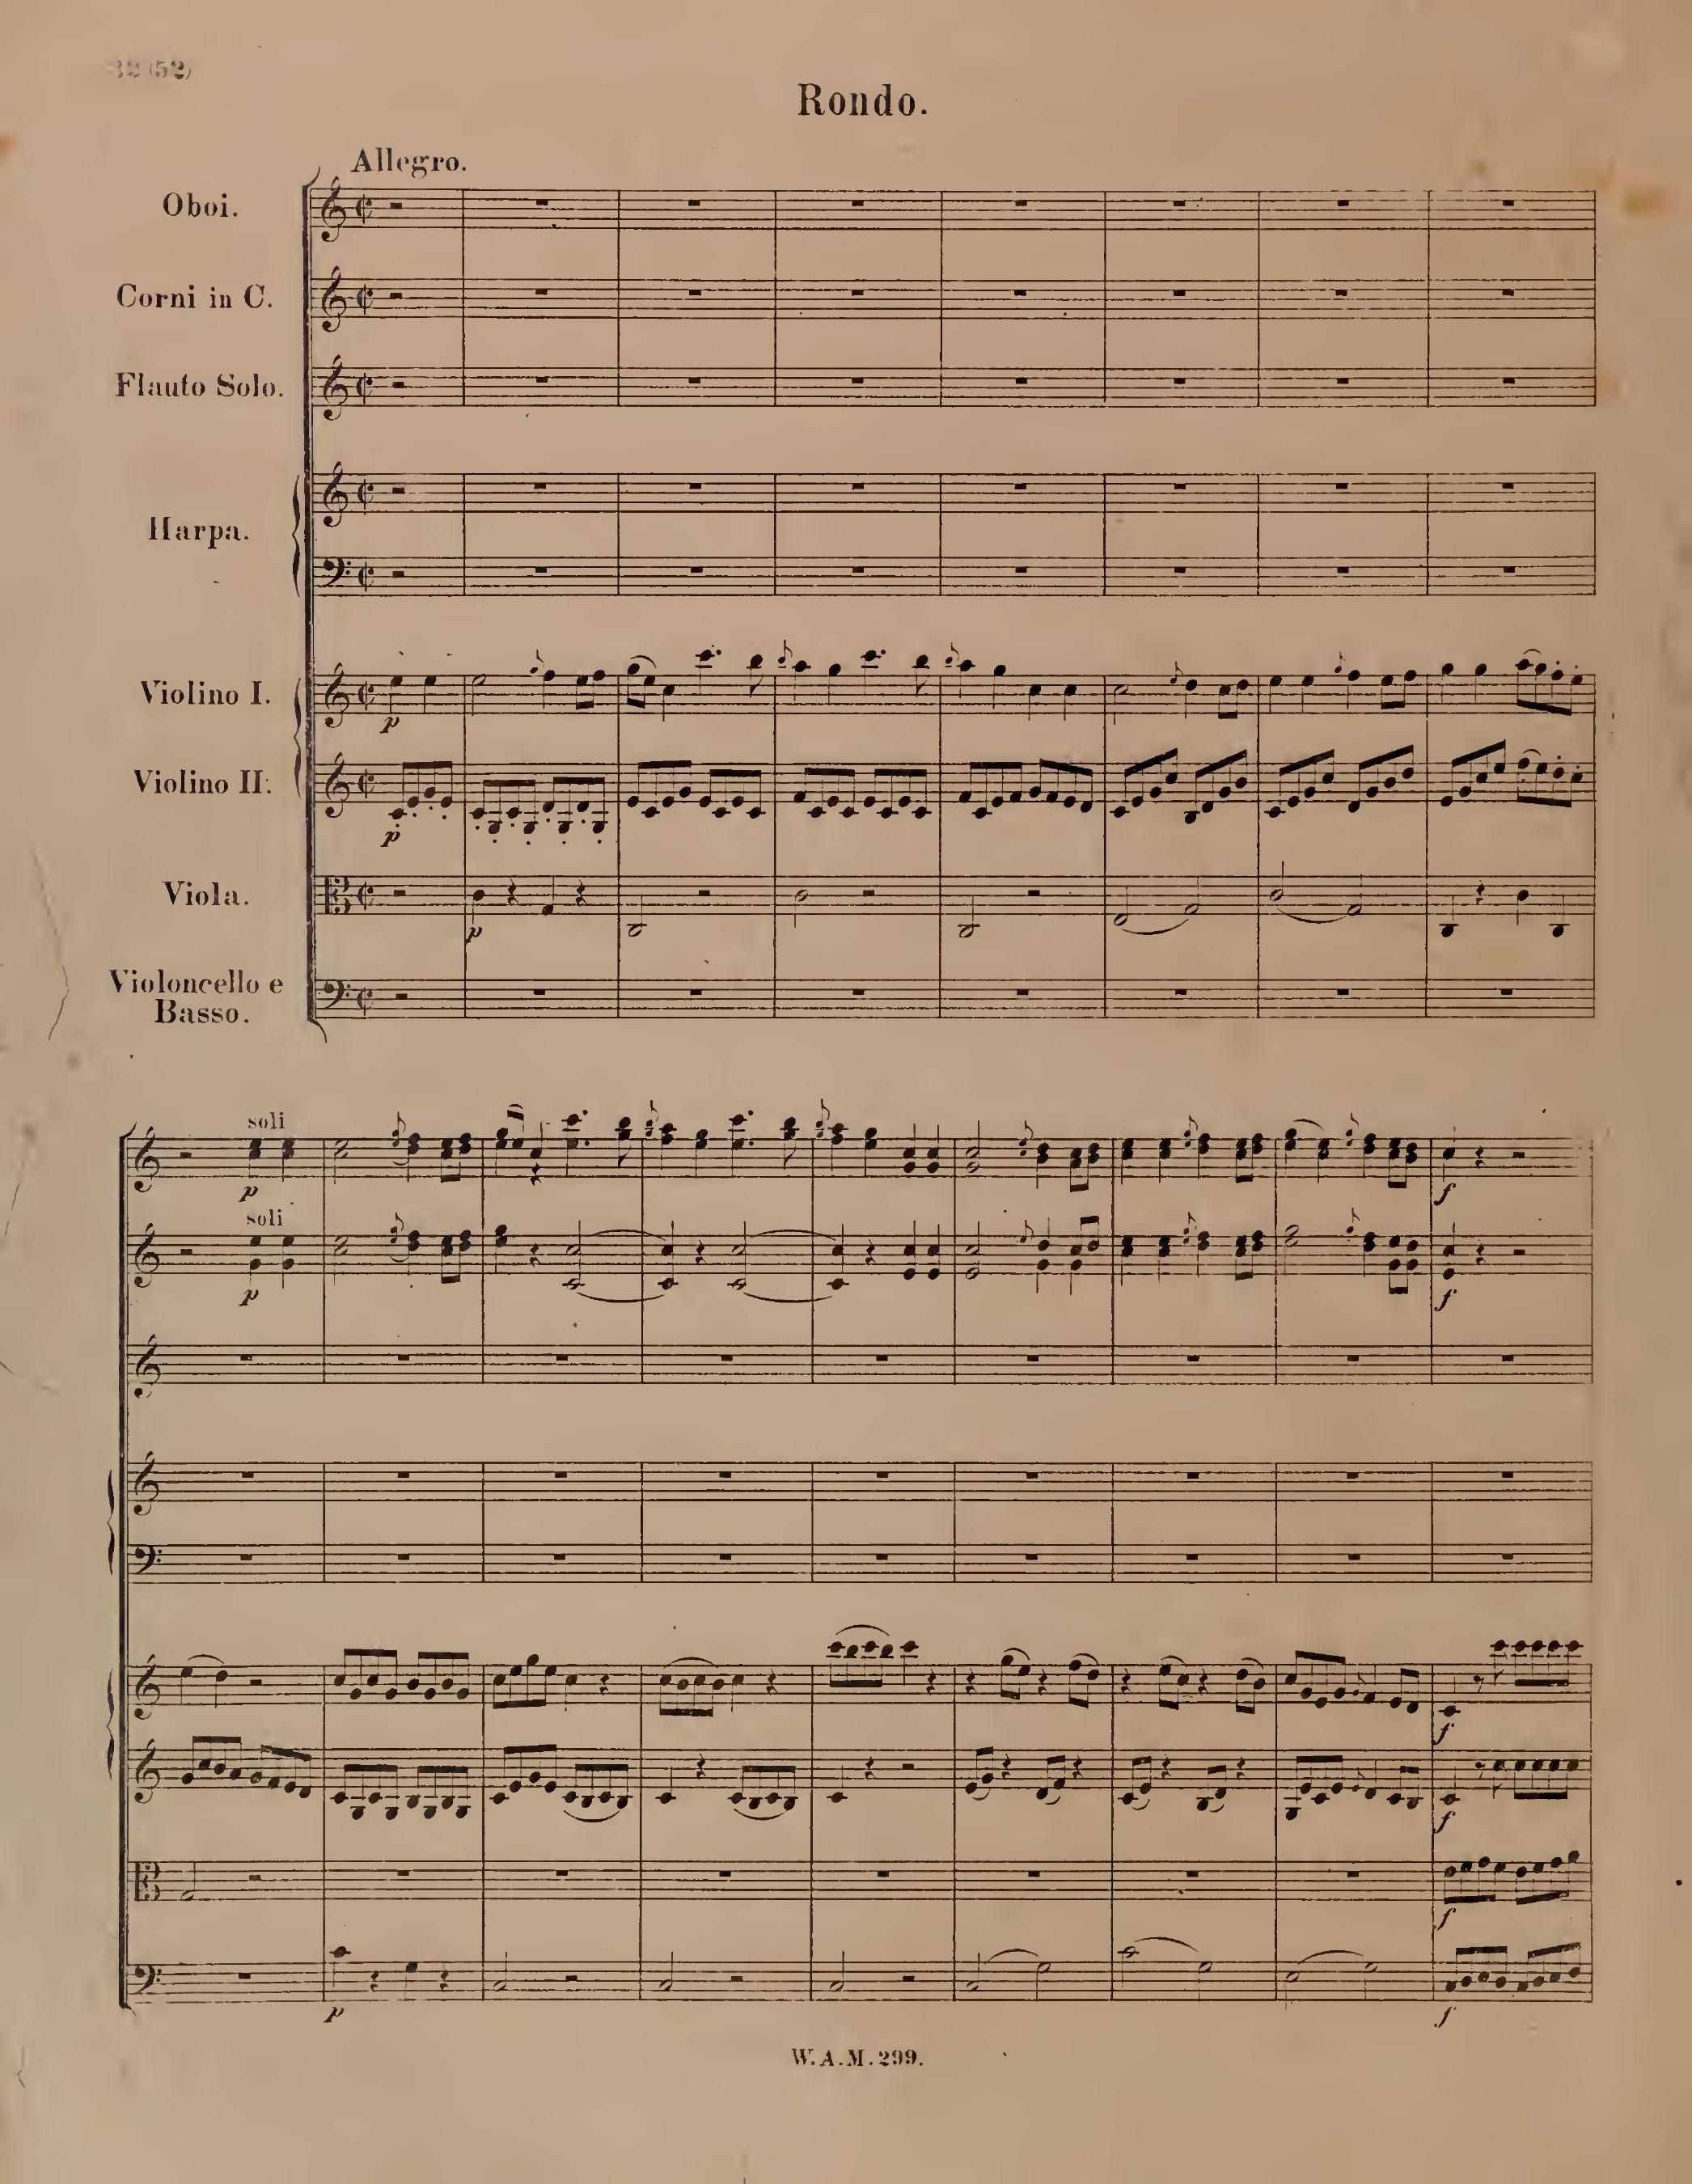 32 (52)
Rondo.
Allegro.
Oboi.
Corni in C.
Flauto Solo.
Harpa.
Violino I.
p
Violino II.
p
Viola.
p
Violoncello e
Basso.
soli
p
f
soli
p
f
f
f
f
p
f
W. A. M. 299.